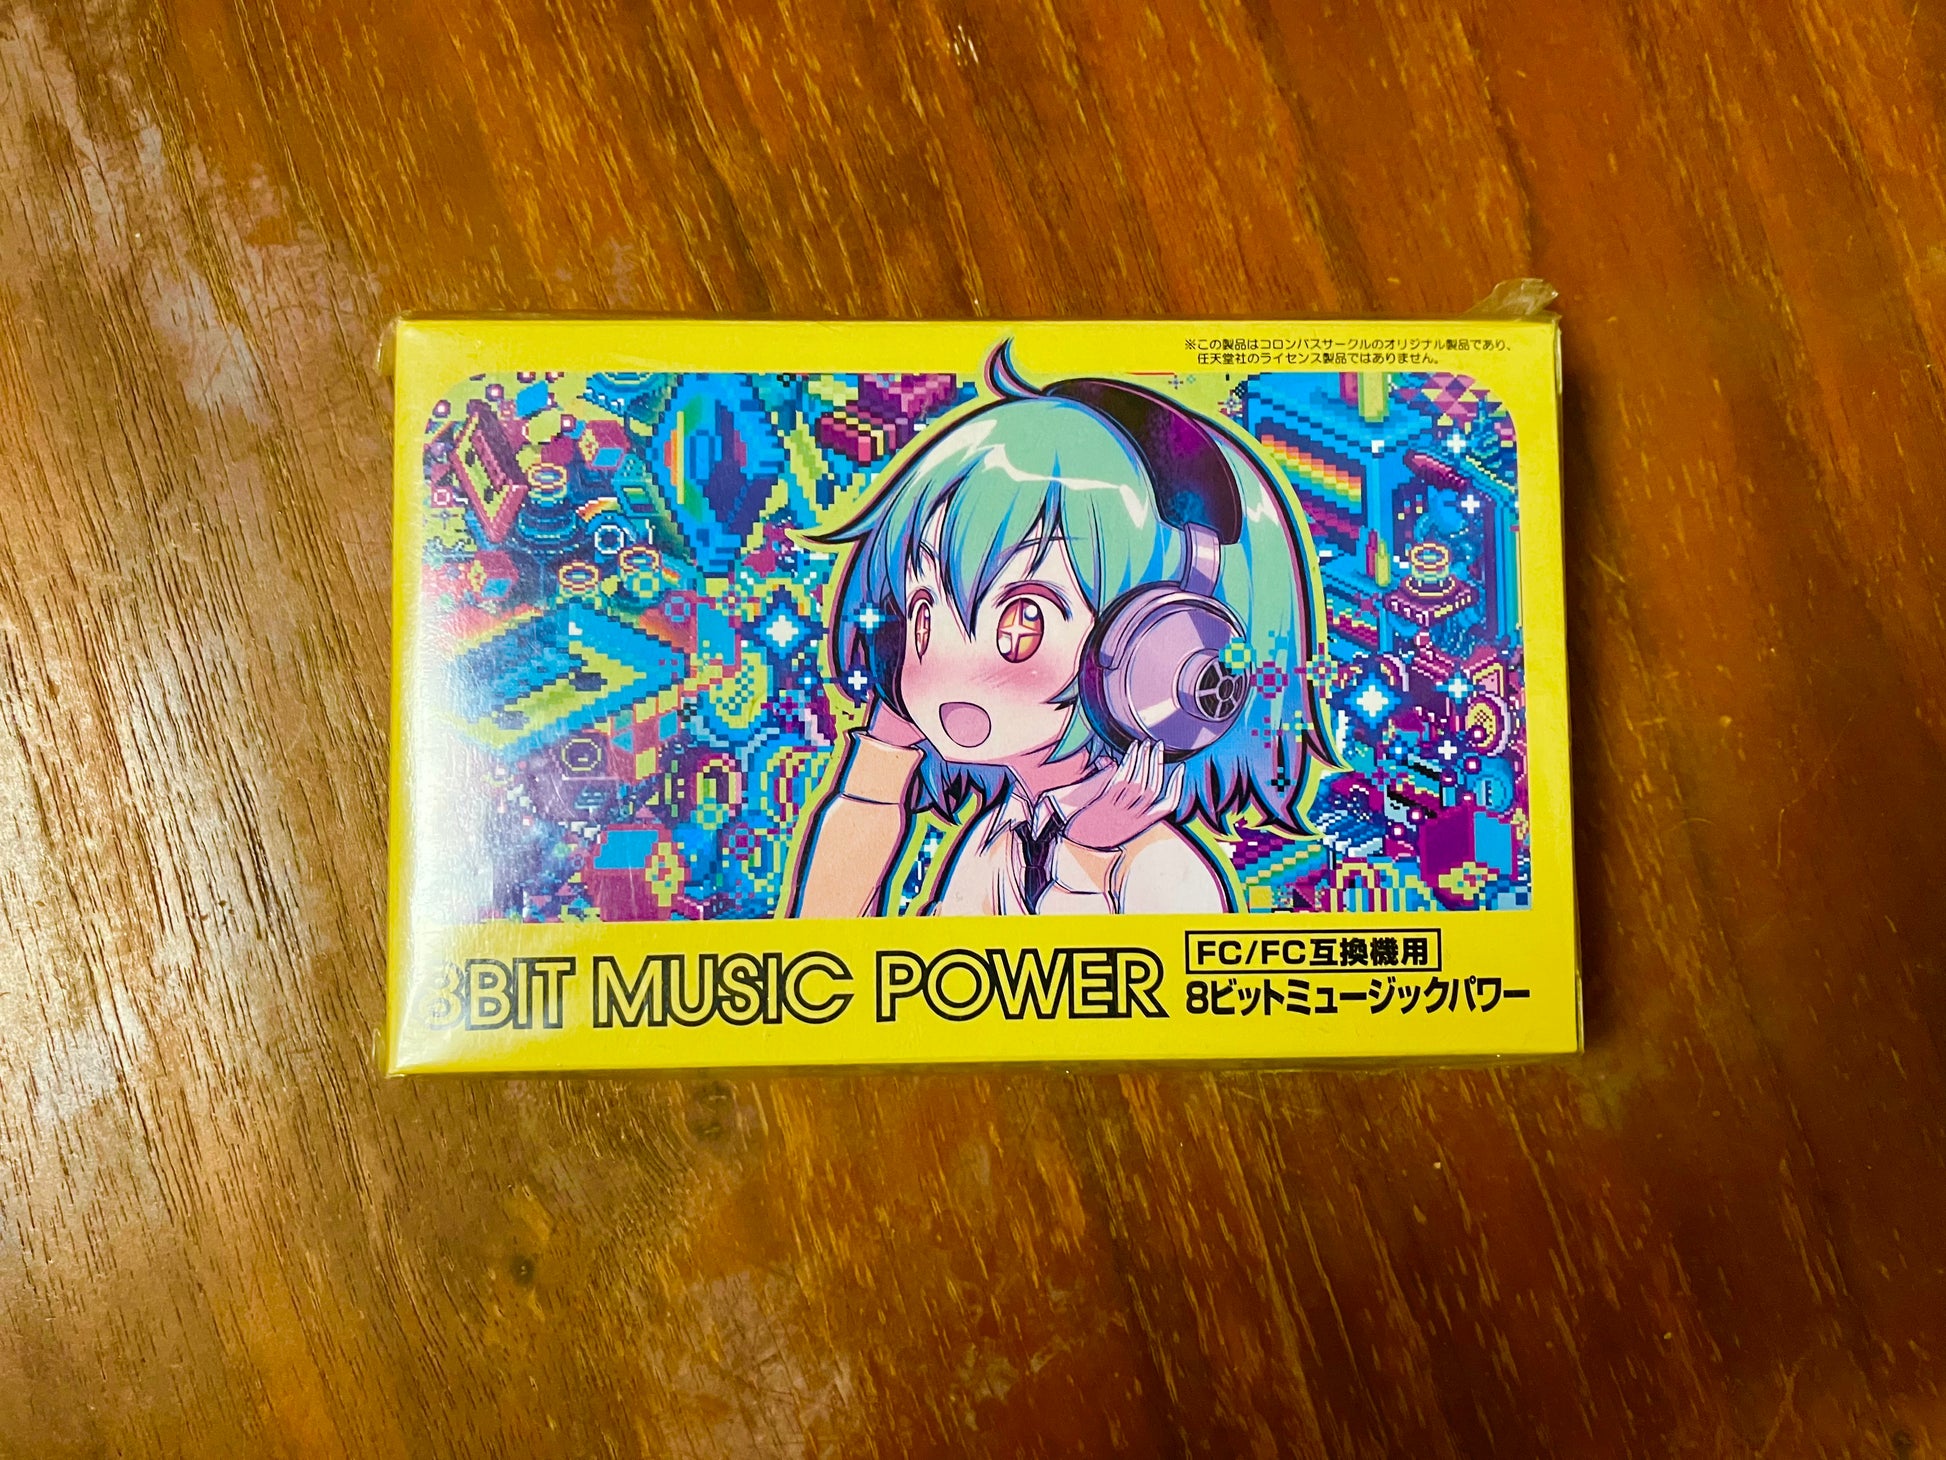 ※この製品はコロンバスサークルのオリジナル製品であり、
任天堂社のライセンス製品ではありません。
8BIT MUSIC POWER
FC/FC互換機用
8ビットミュージックパワー